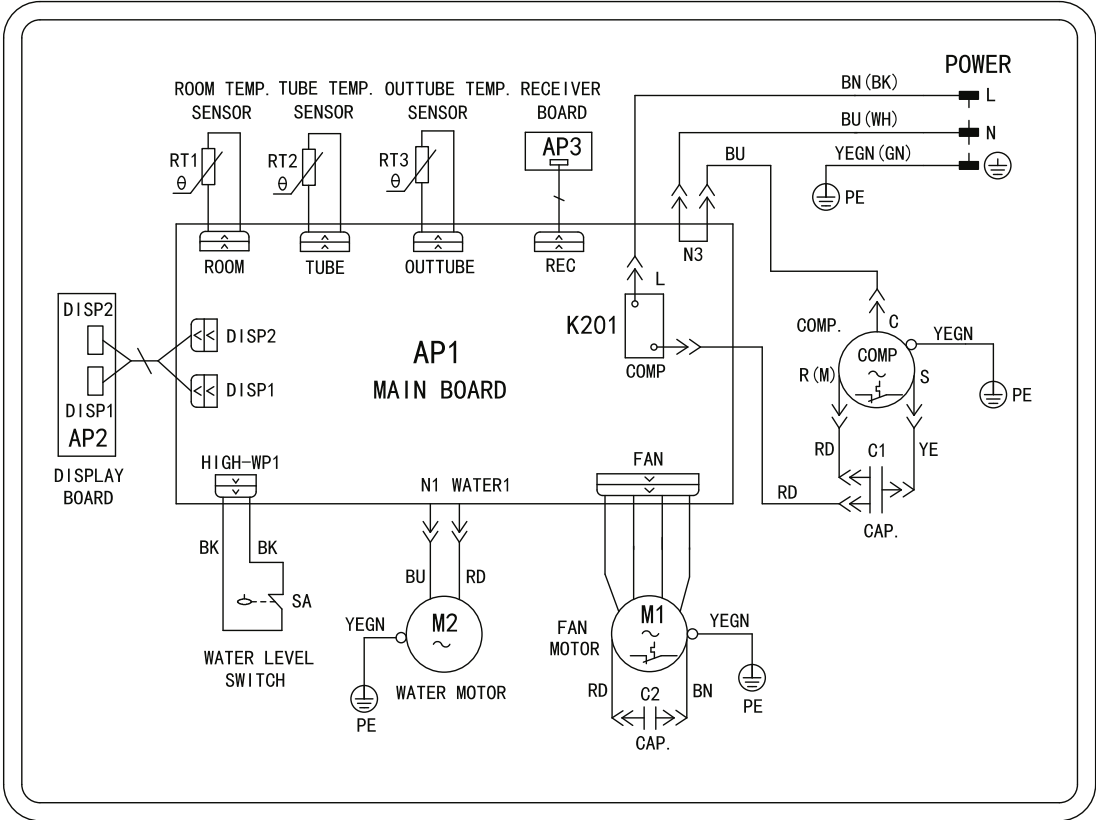 POWER
BN(BK)
L
ROOM TEMP. TUBE TEMP. OUTTUBE TEMP. RECEIVER
SENSOR SENSOR SENSOR BOARD
BU(WH)
N
RT1
θ
RT2
θ
RT3
θ
AP3
BU
YEGN(GN)
PE
ROOM
TUBE
OUTTUBE
REC
N3
L
DISP2
DISP2
DISP1
DISP1
AP2
DISPLAY
BOARD
AP1
MAIN BOARD
K201
COMP
COMP.
C
COMP
~
YEGN
PE
R(M)
S
RD
C1
YE
RD
CAP.
HIGH-WP1
N1 WATER1
FAN
BK
BK
SA
WATER LEVEL
SWITCH
BU
RD
M2
~
YEGN
PE
WATER MOTOR
M1
~
FAN
MOTOR
YEGN
PE
RD
C2
BN
CAP.